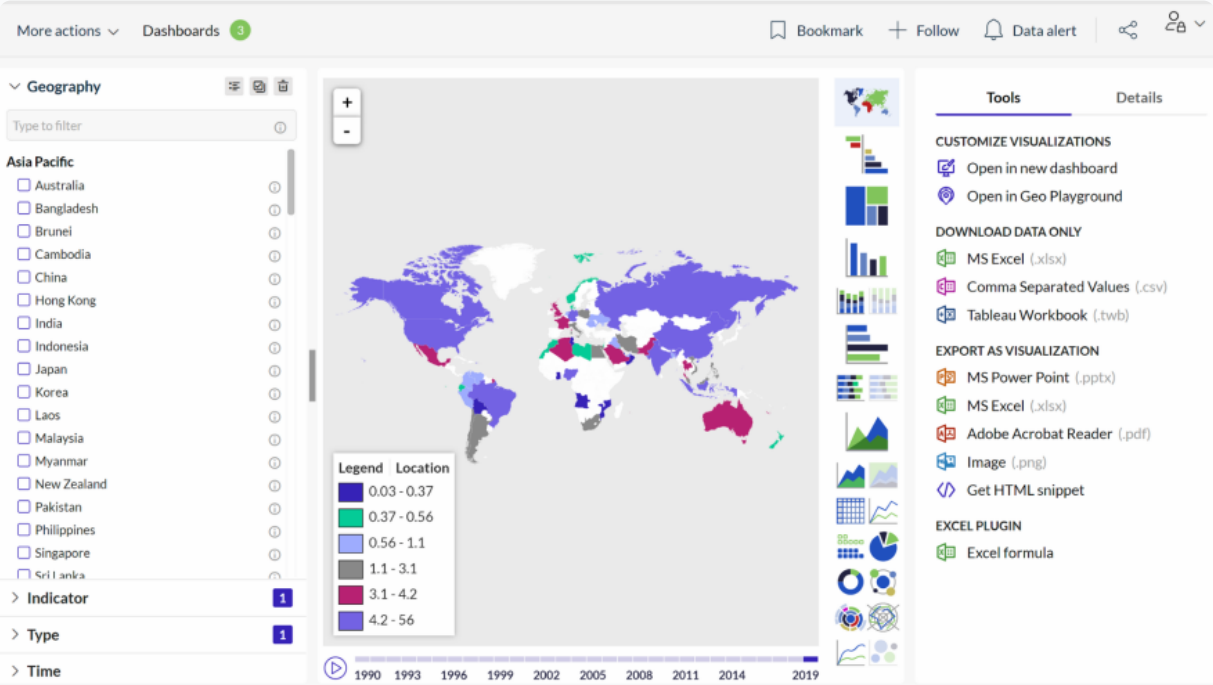 More actions
Dashboards 3
Bookmark
Follow
Data alert
Geography
Type to filter
Asia Pacific
Australia
Bangladesh
Brunei
Cambodia
China
Hong Kong
India
Indonesia
Japan
Korea
Laos
Malaysia
Myanmar
New Zealand
Pakistan
Philippines
Singapore
Sri Lanka
Indicator 1
Type 1
Time
+
-
Legend Location
0.03 - 0.37
0.37 - 0.56
0.56 - 1.1
1.1 - 3.1
3.1 - 4.2
4.2 - 56
1990 1993 1996 1999 2002 2005 2008 2011 2014 2019
Tools Details
CUSTOMIZE VISUALIZATIONS
Open in new dashboard
Open in Geo Playground
DOWNLOAD DATA ONLY
MS Excel (.xlsx)
Comma Separated Values (.csv)
Tableau Workbook (.twb)
EXPORT AS VISUALIZATION
MS Power Point (.pptx)
MS Excel (.xlsx)
Adobe Acrobat Reader (.pdf)
Image (.png)
Get HTML snippet
EXCEL PLUGIN
Excel formula